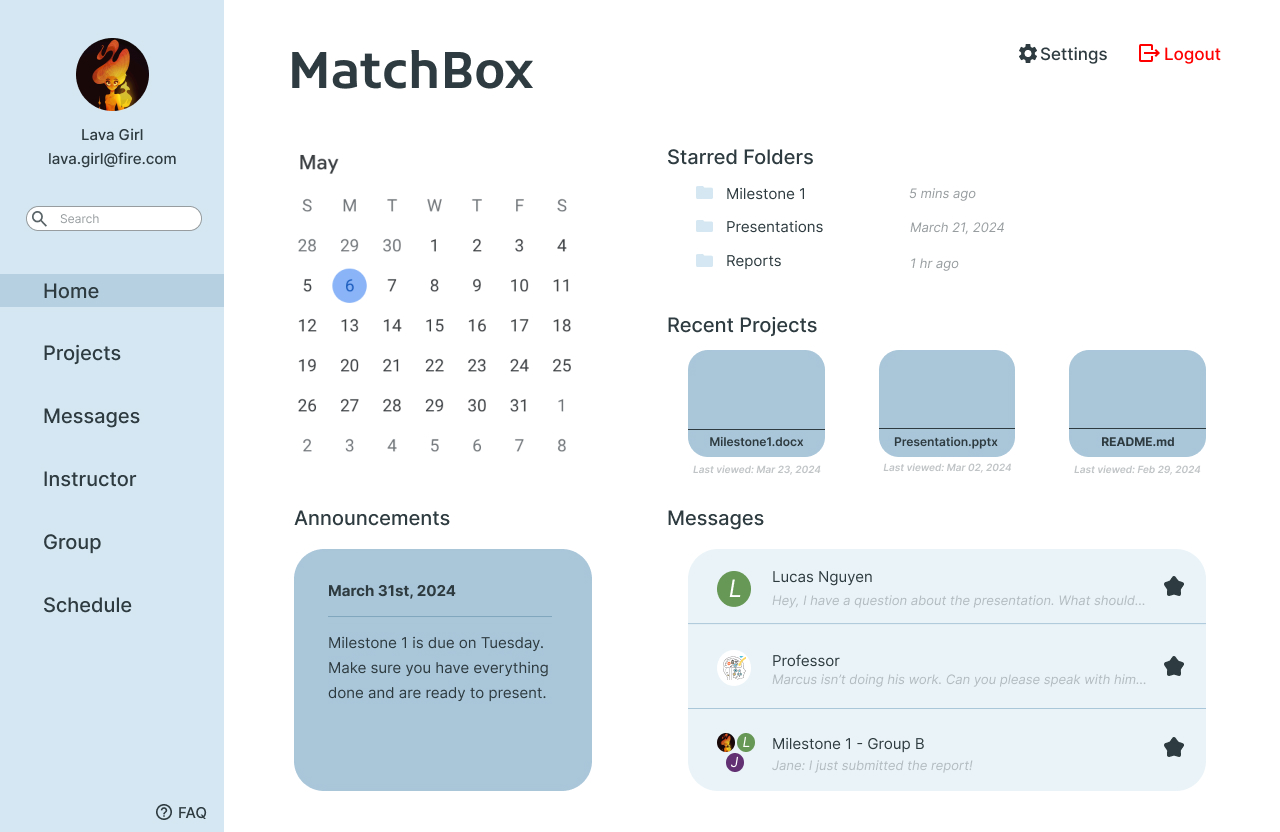 Lava Girl
lava.girl@fire.com
Search
Home
Projects
Messages
Instructor
Group
Schedule
FAQ
MatchBox
Settings
Logout
May
S M T W T F S
28 29 30 1 2 3 4
5 6 7 8 9 10 11
12 13 14 15 16 17 18
19 20 21 22 23 24 25
26 27 28 29 30 31 1
2 3 4 5 6 7 8
Starred Folders
Milestone 1 5 mins ago
Presentations March 21, 2024
Reports 1 hr ago
Recent Projects
Milestone1.docx Presentation.pptx README.md
Last viewed: Mar 23, 2024 Last viewed: Mar 02, 2024 Last viewed: Feb 29, 2024
Announcements
March 31st, 2024
Milestone 1 is due on Tuesday.
Make sure you have everything
done and are ready to present.
Messages
L
Lucas Nguyen
Hey, I have a question about the presentation. What should...
Professor
Marcus isn't doing his work. Can you please speak with him...
L
J
Milestone 1 - Group B
Jane: I just submitted the report!